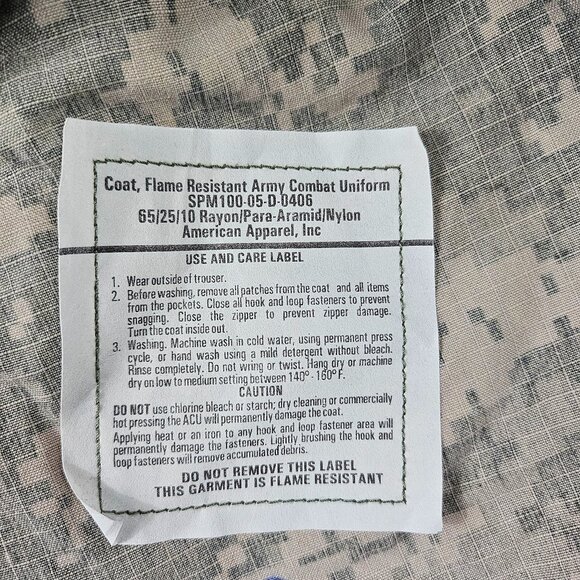 Coat, Flame Resistant Army Combat Uniform
SPM100-05-D-0406
65/25/10 Rayon/Para-Aramid/Nylon
American Apparel, Inc
USE AND CARE LABEL
1. Wear outside of trouser.
2. Before washing, remove all patches from the coat and all items
from the pockets. Close all hook and loop fasteners to prevent
snagging. Close the zipper to prevent zipper damage.
Turn the coat inside out.
3. Washing. Machine wash in cold water, using permanent press
cycle, or hand wash using a mild detergent without bleach.
Rinse completely. Do not wring or twist. Hang dry or machine
dry on low to medium setting between 140°- 160°F.
CAUTION
DO NOT use chlorine bleach or starch; dry cleaning or commercially
hot pressing the ACU will permanently damage the coat.
Applying heat or an iron to any hook and loop fastener area will
permanently damage the fasteners. Lightly brushing the hook and
loop fasteners will remove accumulated debris.
DO NOT REMOVE THIS LABEL
THIS GARMENT IS FLAME RESISTANT